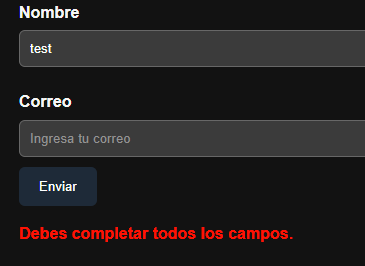 Nombre
test
Correo
Ingresa tu correo
Enviar
Debes completar todos los campos.